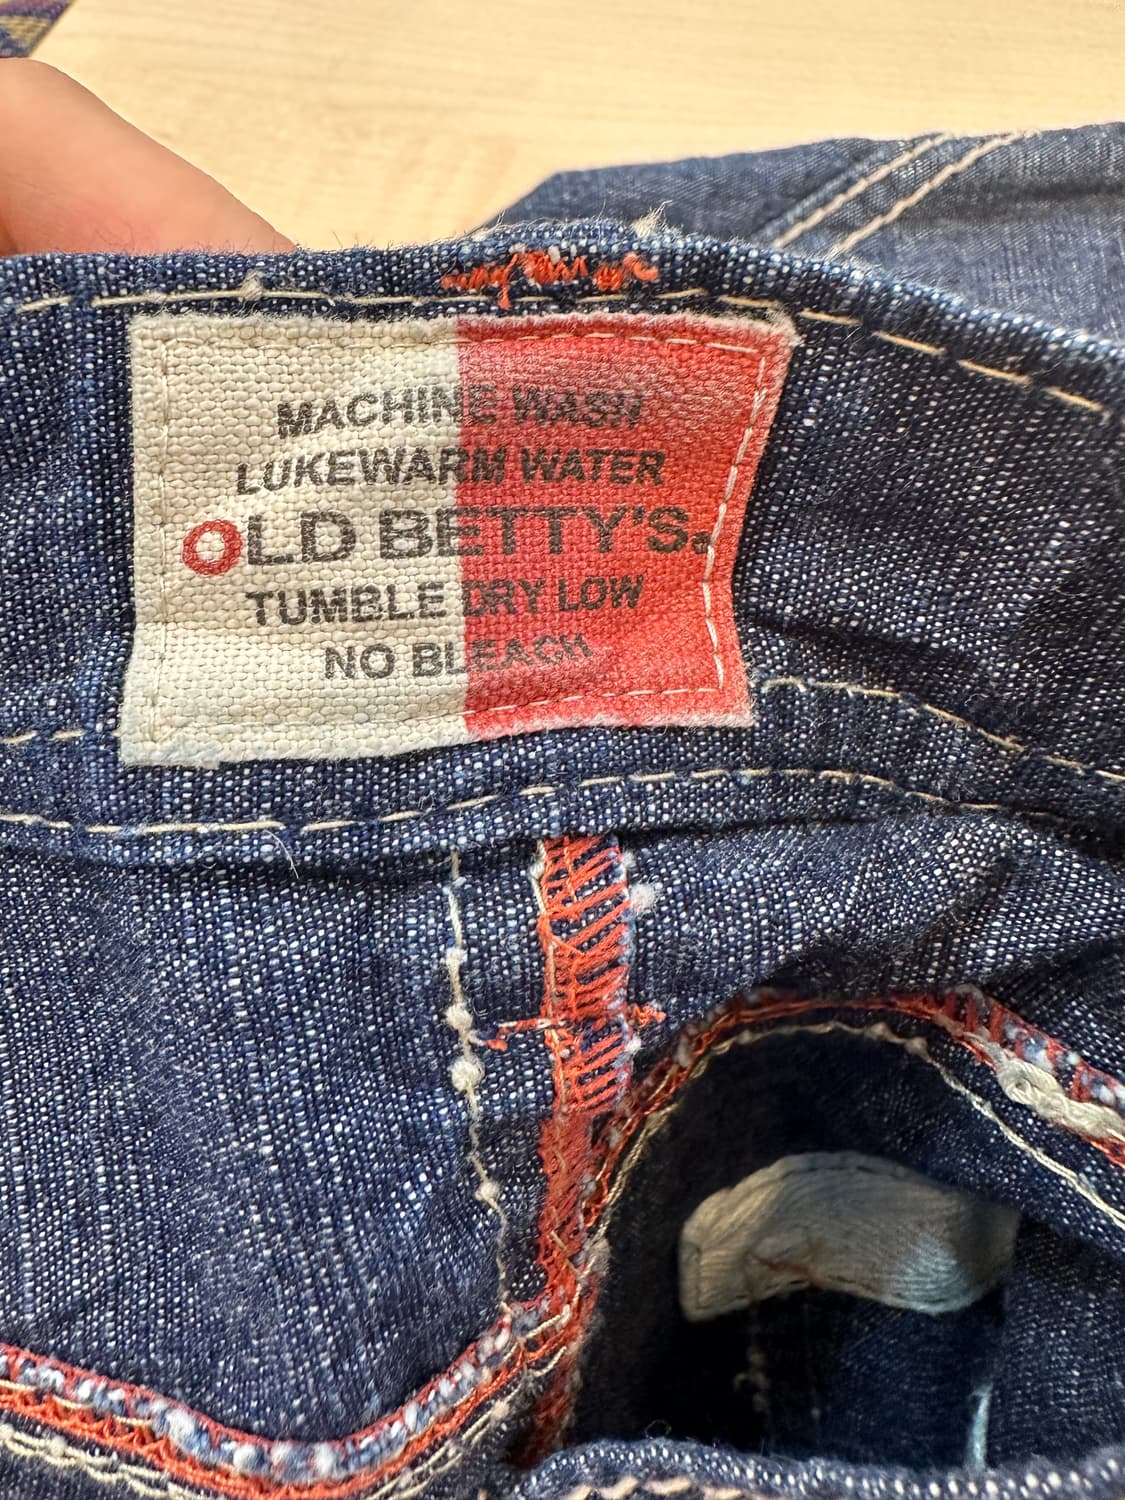 MACHINE WASH
LUKEWARM WATER
OLD BETTY'S.
TUMBLE DRY LOW
NO BLEACH